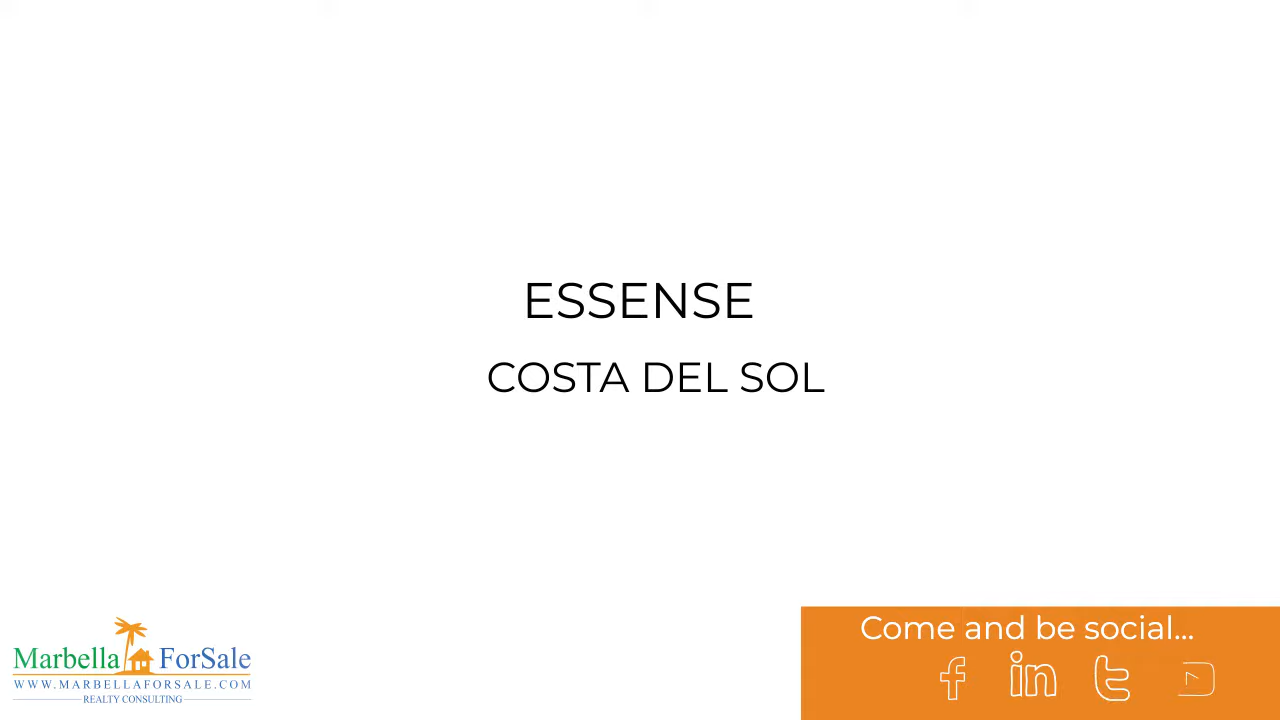 ESSENSE
COSTA DEL SOL
Marbella ForSale
WWW.MARBELLAFORSALE.COM
REALTY CONSULTING
Come and be social...